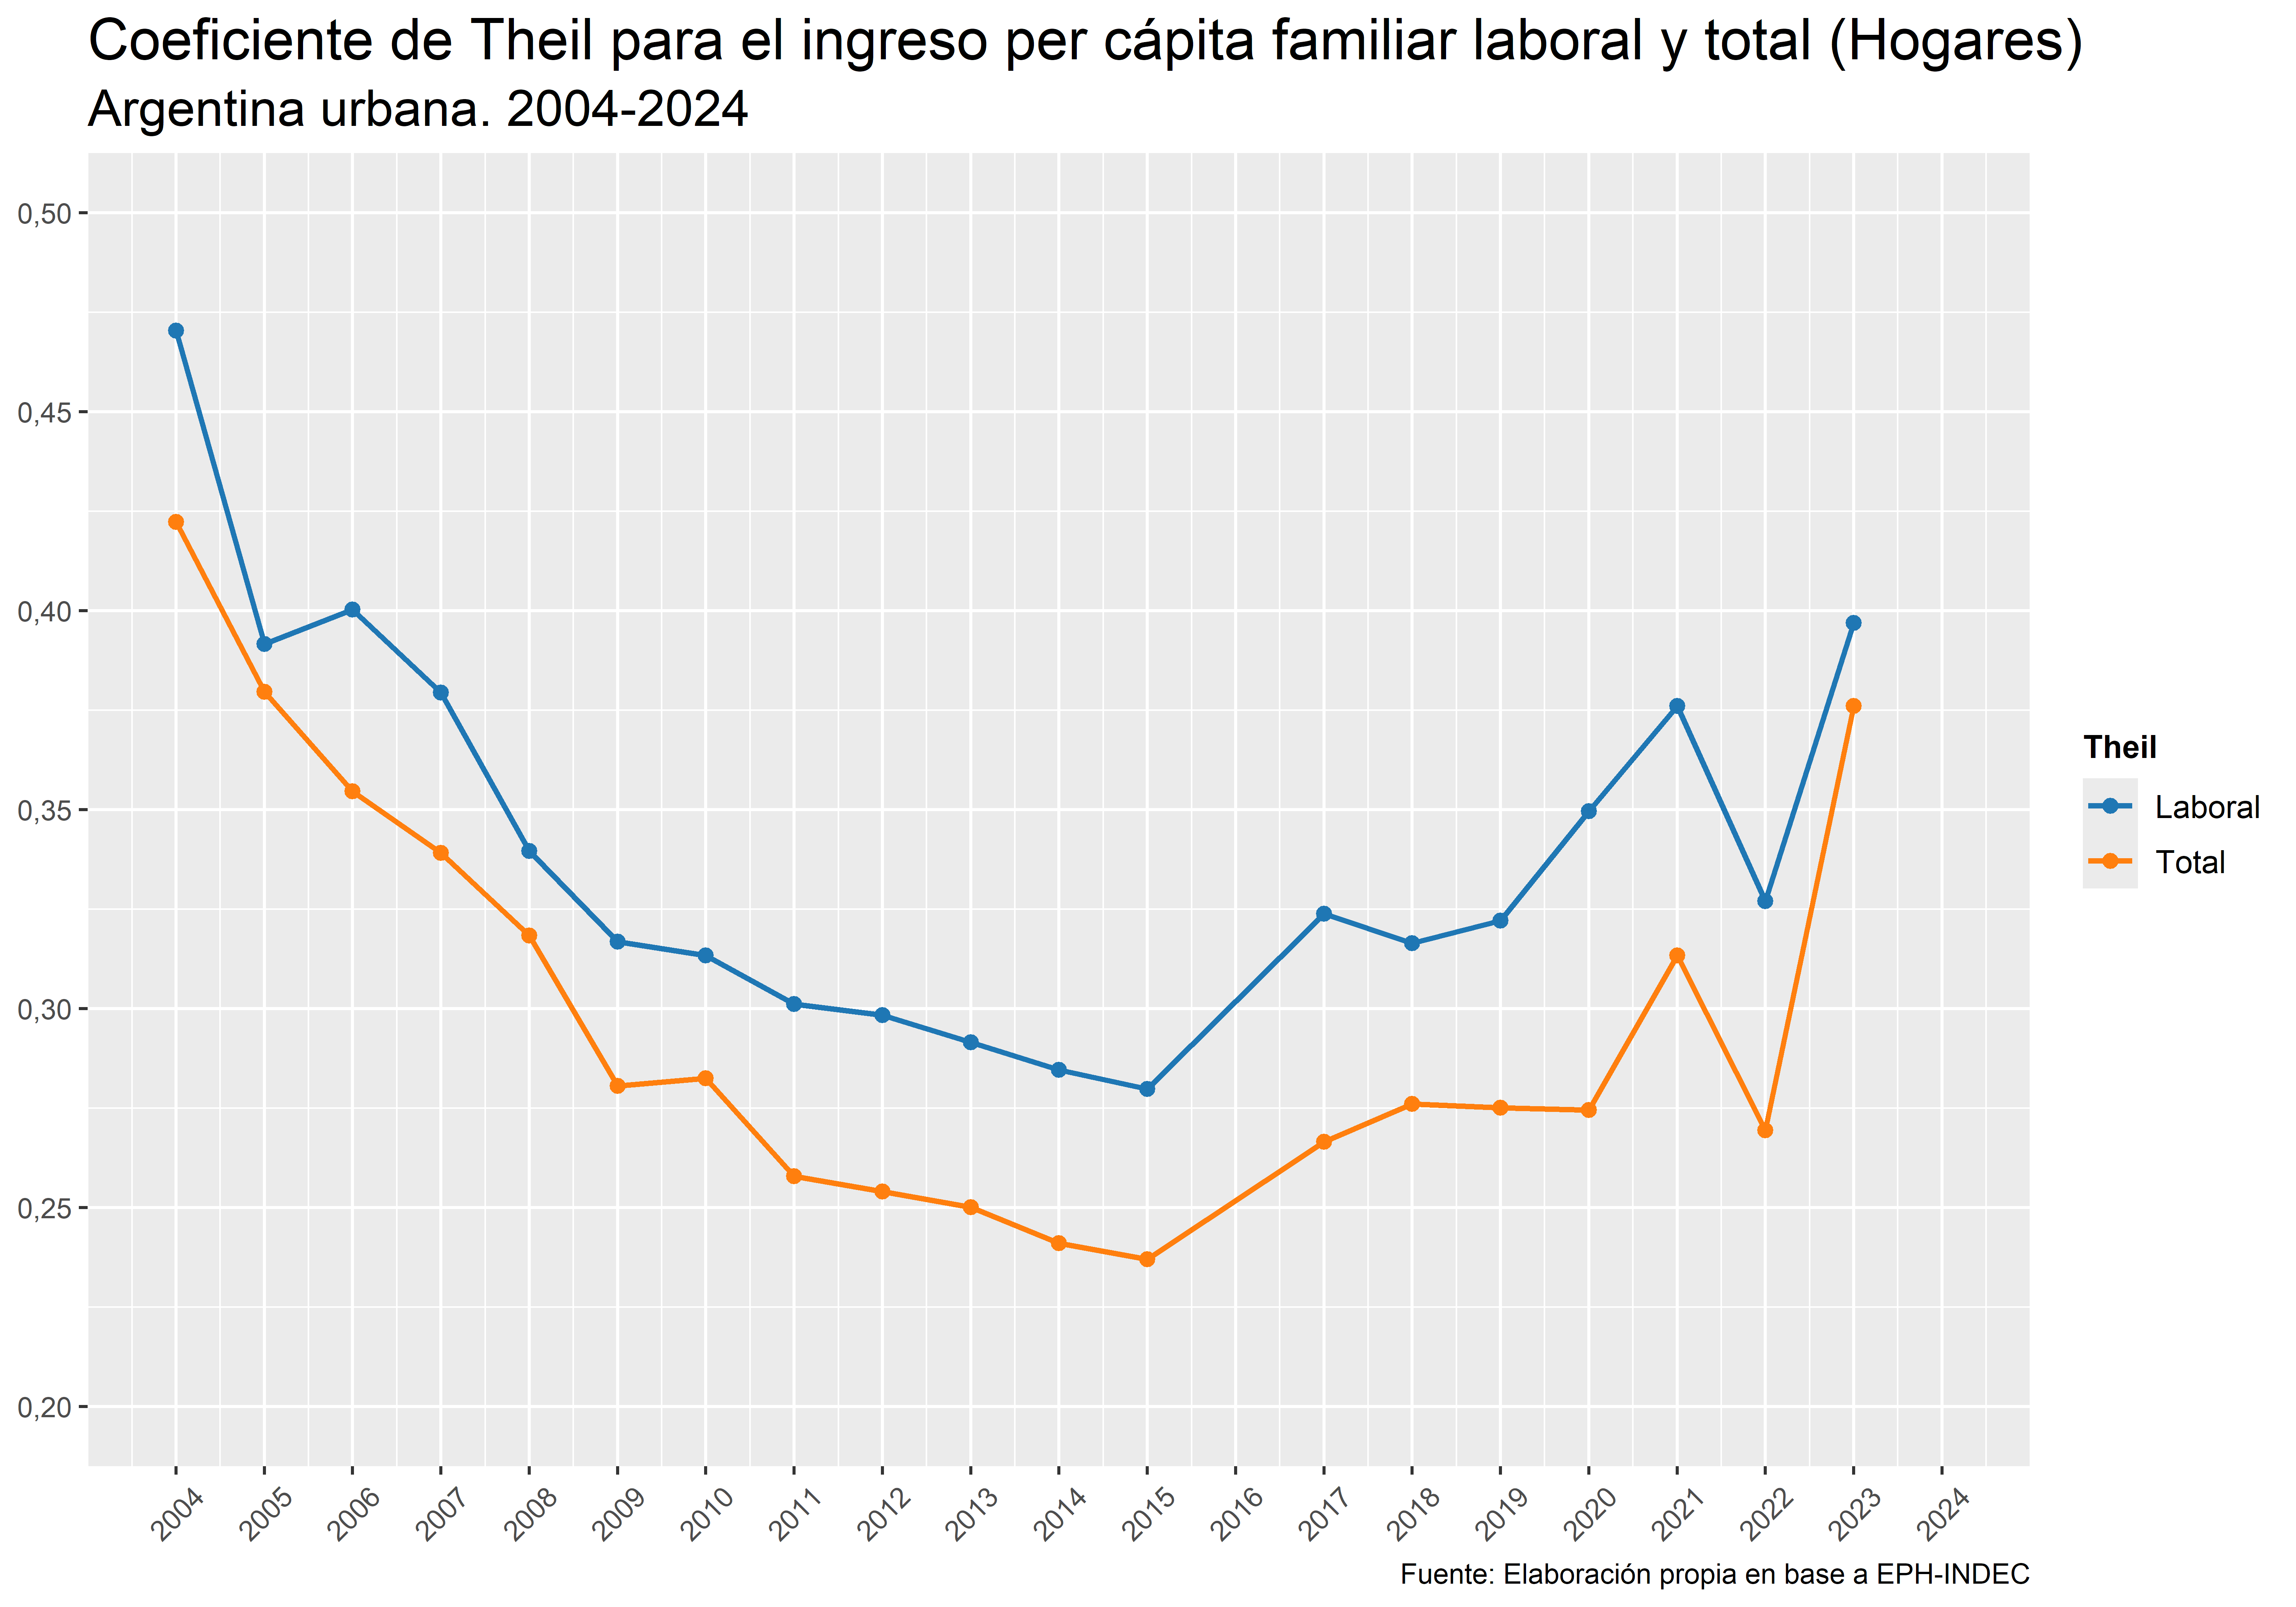 Coeficiente de Theil para el ingreso per cápita familiar laboral y total (Hogares)
Argentina urbana. 2004-2024
0,50
0,45
0,40
0,35
0,30
0,25
0,20
Theil
Laboral
Total
2004 2005 2006 2007 2008 2009 2010 2011 2012 2013 2014 2015 2016 2017 2018 2019 2020 2021 2022 2023 2024
Fuente: Elaboración propia en base a EPH-INDEC